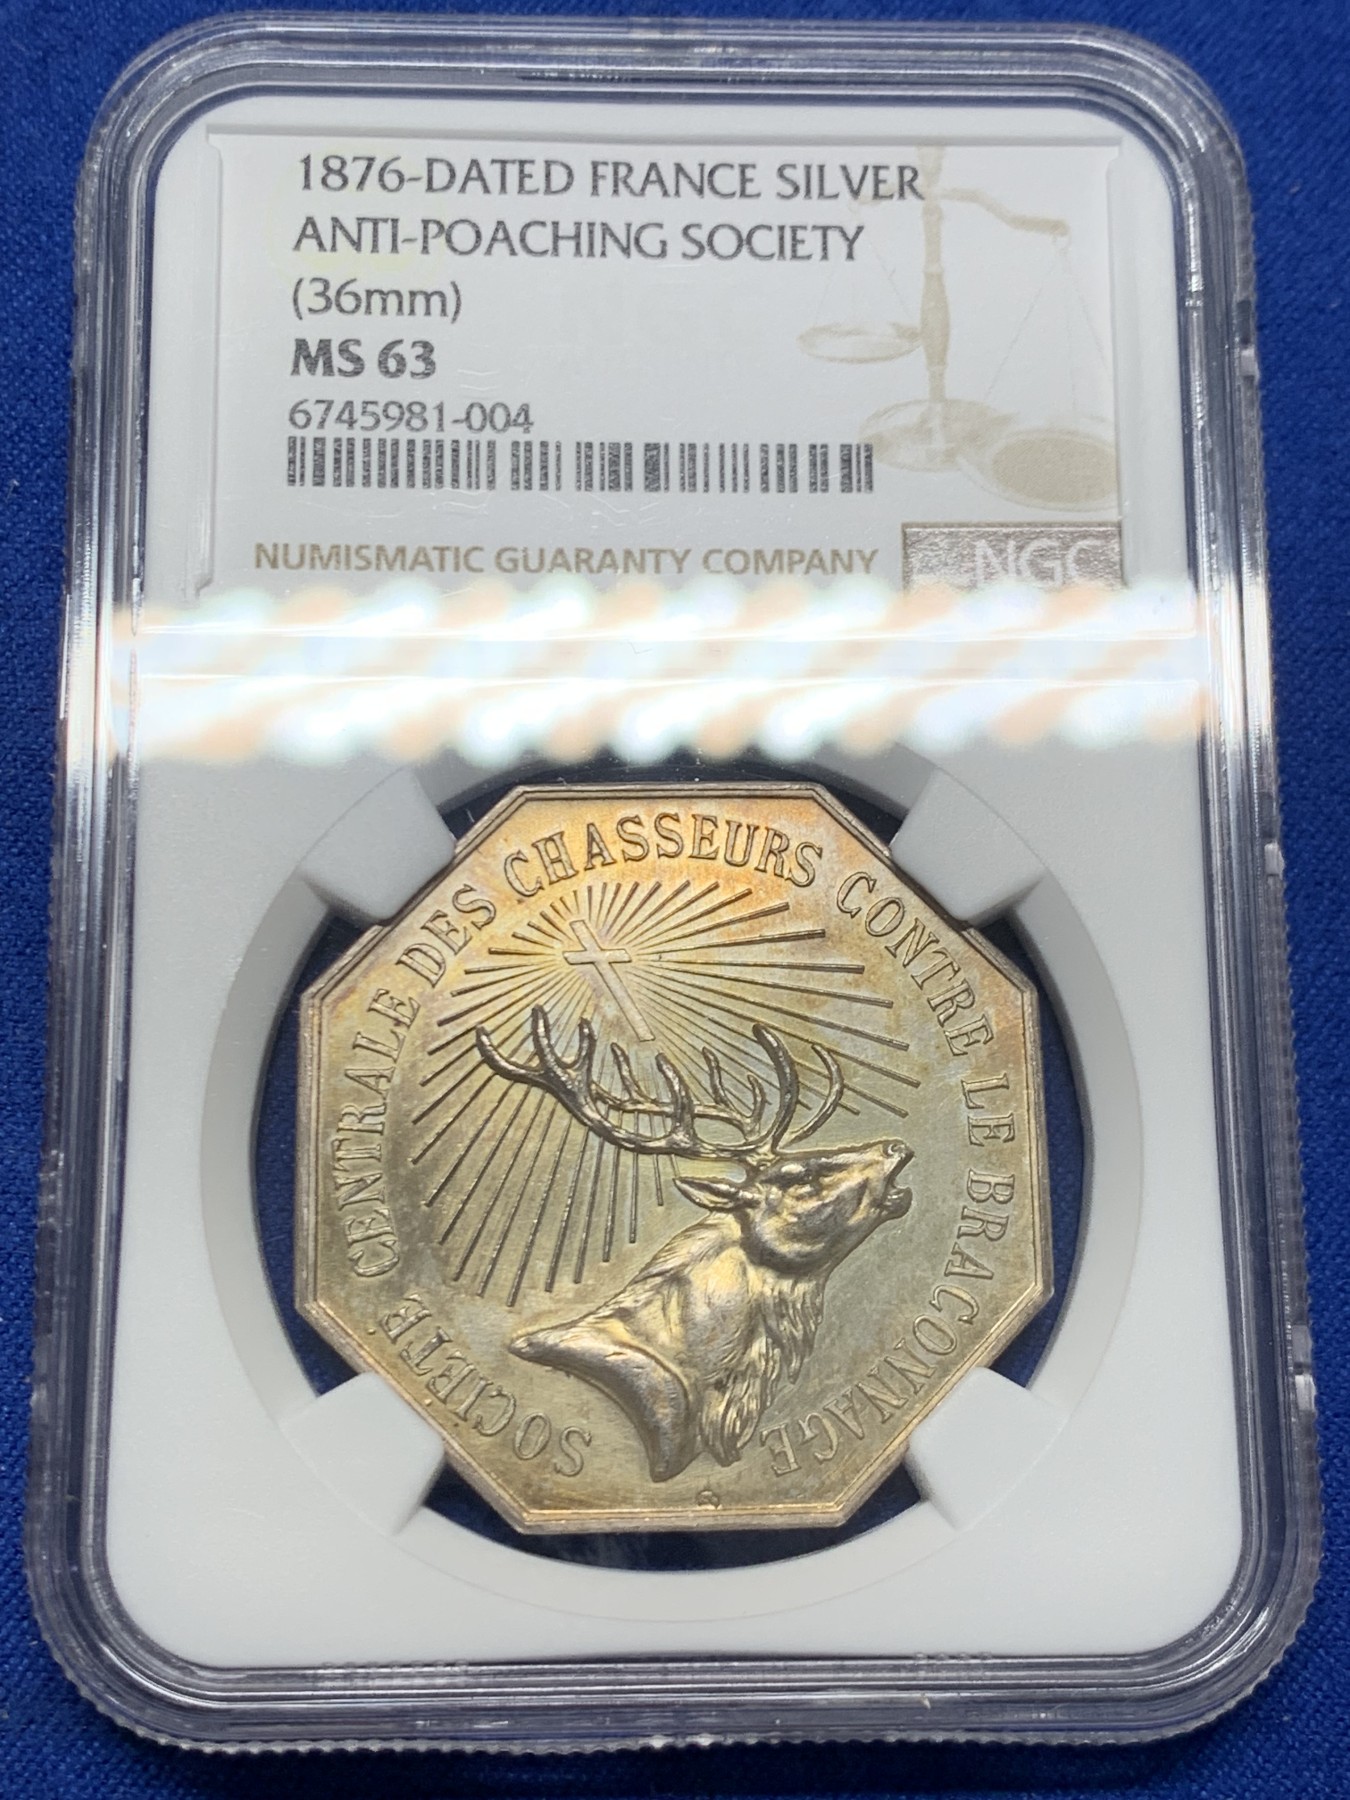 1876-DATED FRANCE SILVER
ANTI-POACHING SOCIETY
(36mm)
MS 63
6745981-004
NUMISMATIC GUARANTY COMPANY
NGC
SOCIETE CENTRALE DES CHASSEURS CONTRE LE BRACONNAGE